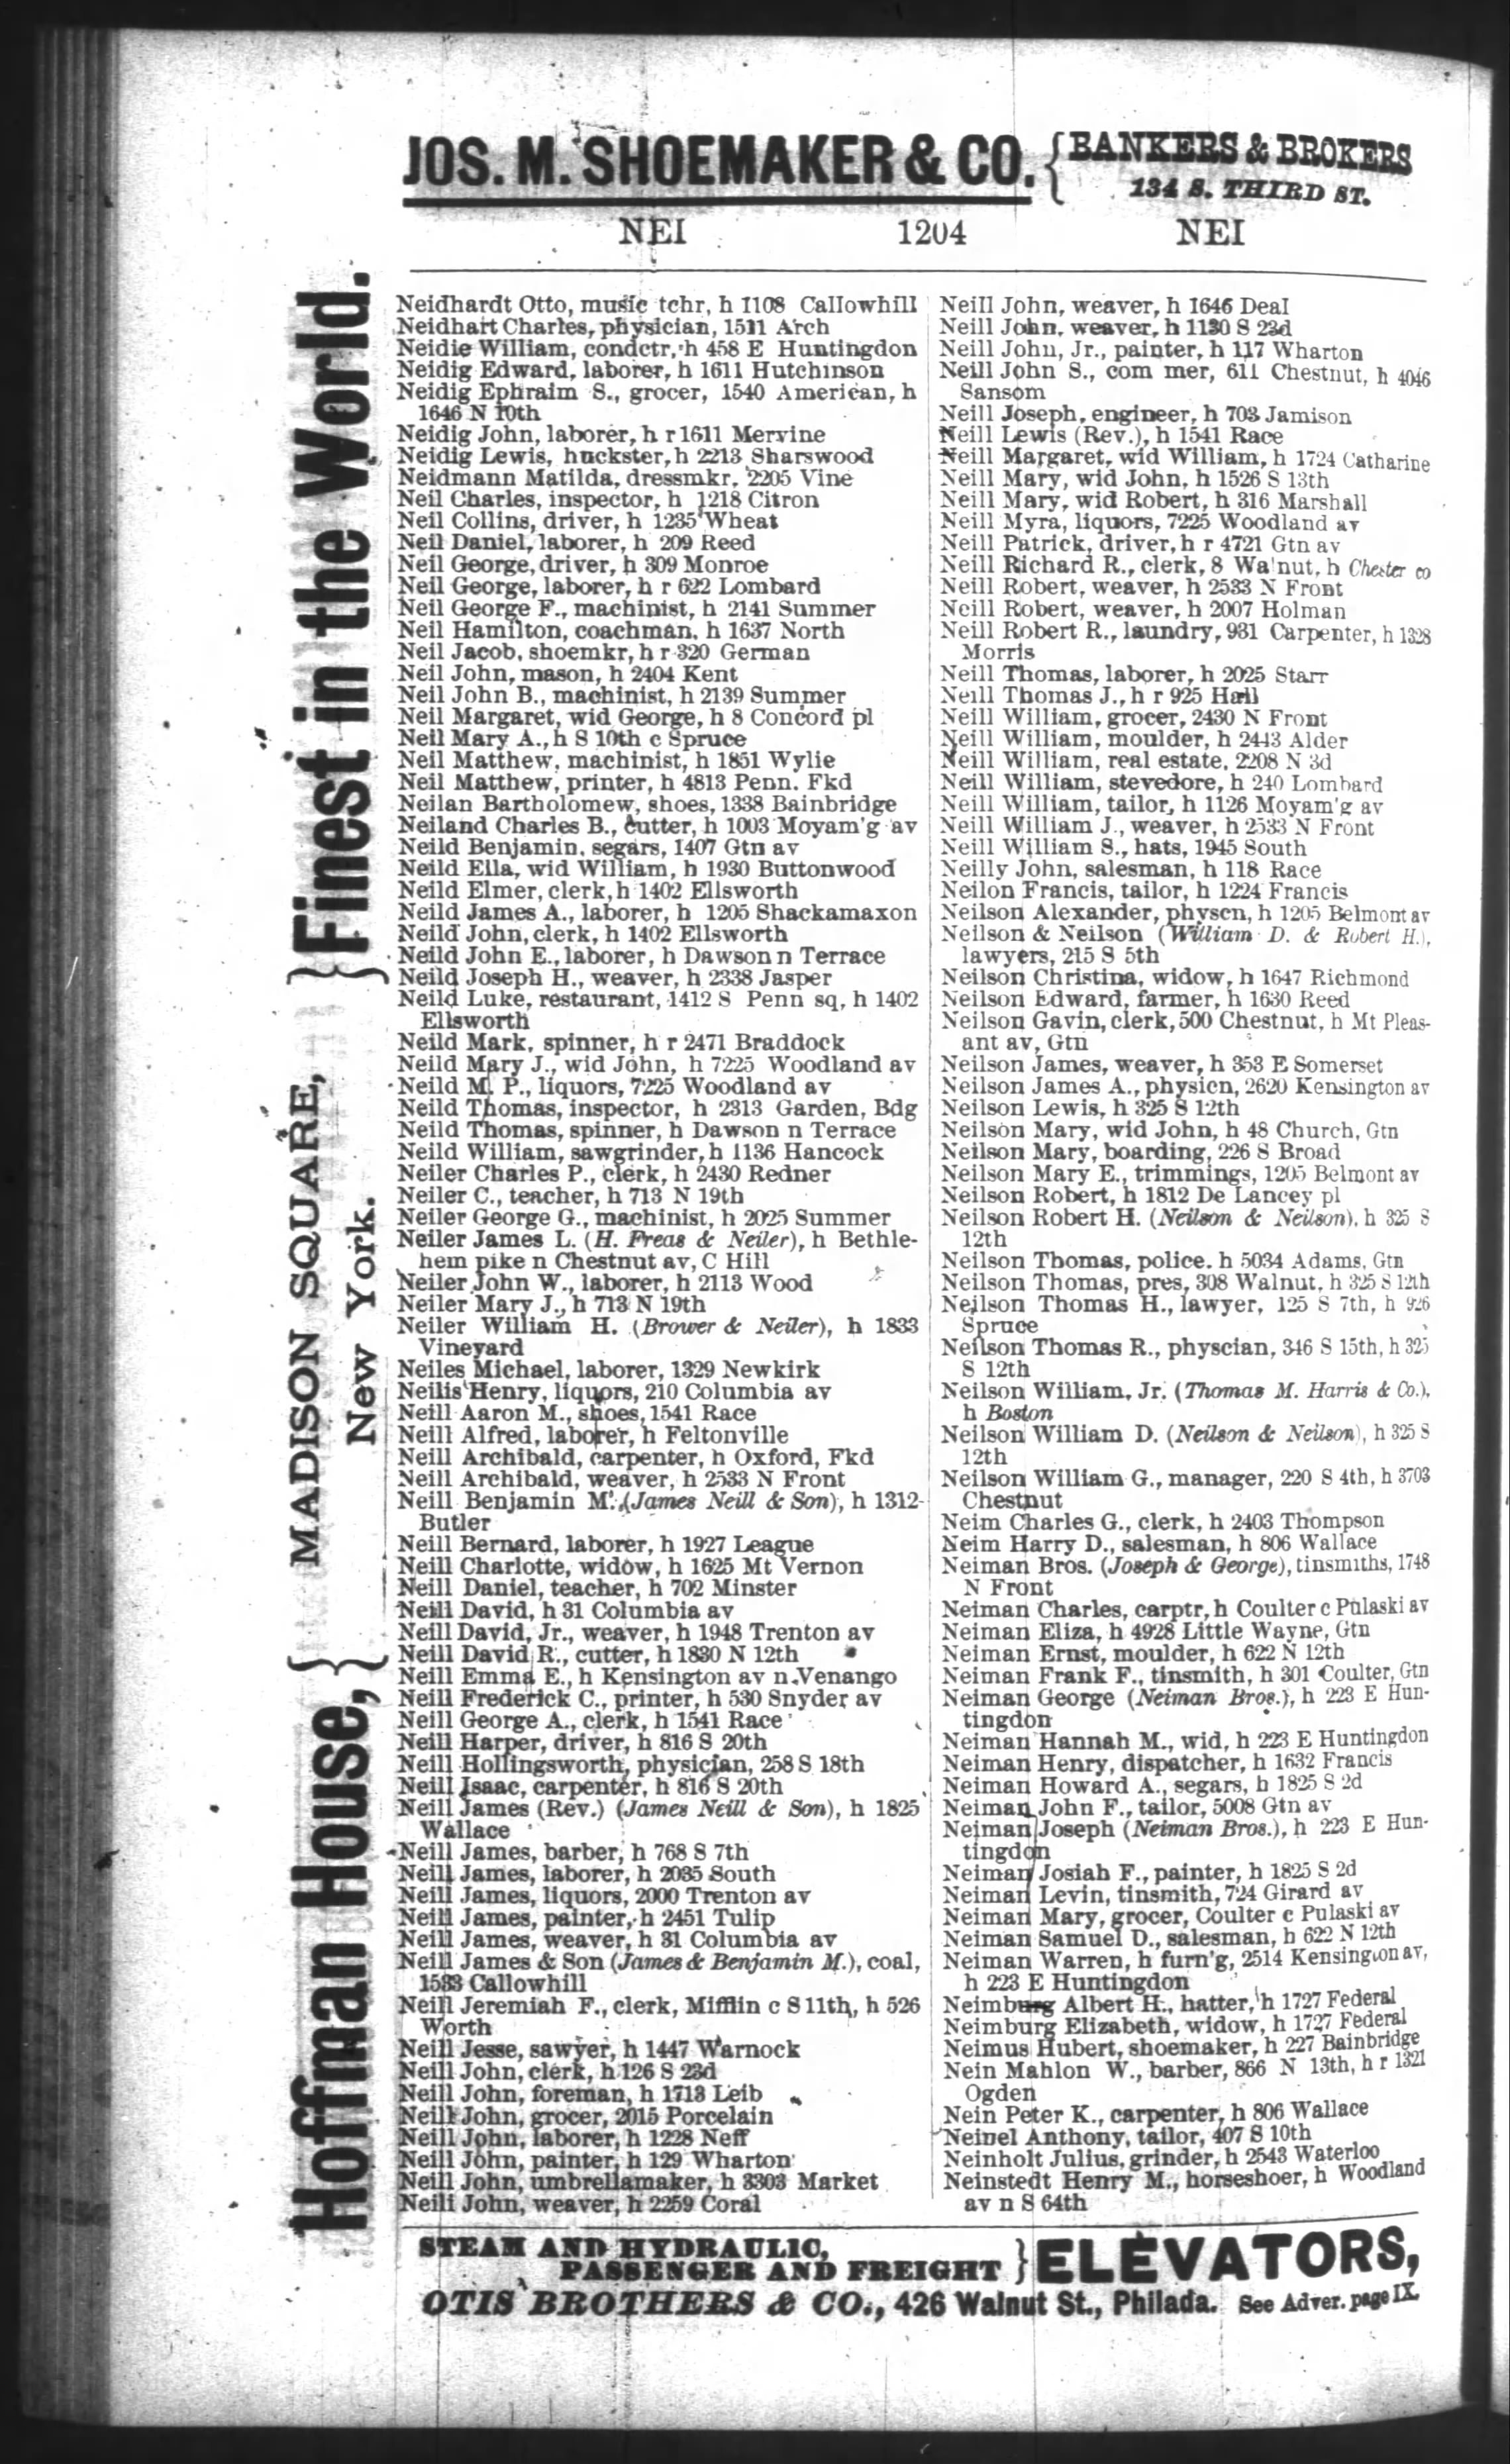 JOS. M. SHOEMAKER & CO. { BANKERS & BROKERS
134 S. THIRD ST.
NEI 1204 NEI
Neidhardt Otto, music tchr, h 1108 Callowhill
Neidhart Charles, physician, 1511 Arch
Neidie William, condctr, h 458 E Huntingdon
Neidig Edward, laborer, h 1611 Hutchinson
Neidig Ephraim S., grocer, 1540 American, h
1646 N 10th
Neidig John, laborer, h r 1611 Mervine
Neidig Lewis, huckster, h 2213 Sharswood
Neidmann Matilda, dressmkr, 2205 Vine
Neil Charles, inspector, h 1218 Citron
Neil Collins, driver, h 1235 Wheat
Neil Daniel, laborer, h 209 Reed
Neil George, driver, h 309 Monroe
Neil George, laborer, h r 622 Lombard
Neil George F., machinist, h 2141 Summer
Neil Hamilton, coachman, h 1637 North
Neil Jacob, shoemkr, h r 320 German
Neil John, mason, h 2404 Kent
Neil John B., machinist, h 2139 Summer
Neil Margaret, wid George, h 8 Concord pl
Neil Mary A., h S 10th c Spruce
Neil Matthew, machinist, h 1851 Wylie
Neil Matthew, printer, h 4813 Penn. Fkd
Neilan Bartholomew, shoes, 1338 Bainbridge
Neiland Charles B., cutter, h 1003 Moyam'g av
Neild Benjamin, segars, 1407 Gtn av
Neild Ella, wid William, h 1930 Buttonwood
Neild Elmer, clerk, h 1402 Ellsworth
Neild James A., laborer, h 1205 Shackamaxon
Neild John, clerk, h 1402 Ellsworth
Neild John E., laborer, h Dawson n Terrace
Neild Joseph H., weaver, h 2338 Jasper
Neild Luke, restaurant, 1412 S Penn sq, h 1402
Ellsworth
Neild Mark, spinner, h r 2471 Braddock
Neild Mary J., wid John, h 7225 Woodland av
Neild M. P., liquors, 7225 Woodland av
Neild Thomas, inspector, h 2313 Garden, Bdg
Neild Thomas, spinner, h Dawson n Terrace
Neild William, sawgrinder, h 1136 Hancock
Neiler Charles P., clerk, h 2430 Redner
Neiler C., teacher, h 713 N 19th
Neiler George G., machinist, h 2025 Summer
Neiler James L. (H. Freas & Neiler), h Bethle-
hem pike n Chestnut av, C Hill
Neiler John W., laborer, h 2113 Wood
Neiler Mary J., h 713 N 19th
Neiler William H. (Brower & Neiler), h 1833
Vineyard
Neiles Michael, laborer, 1329 Newkirk
Neilis Henry, liquors, 210 Columbia av
Neill Aaron M., shoes, 1541 Race
Neill Alfred, laborer, h Feltonville
Neill Archibald, carpenter, h Oxford, Fkd
Neill Archibald, weaver, h 2533 N Front
Neill Benjamin M. (James Neill & Son), h 1312
Butler
Neill Bernard, laborer, h 1927 League
Neill Charlotte, widow, h 1625 Mt Vernon
Neill Daniel, teacher, h 702 Minster
Neill David, h 31 Columbia av
Neill David, Jr., weaver, h 1948 Trenton av
Neill David R., cutter, h 1830 N 12th
Neill Emma E., h Kensington av n Venango
Neill Frederick C., printer, h 530 Snyder av
Neill George A., clerk, h 1541 Race
Neill Harper, driver, h 816 S 20th
Neill Hollingsworth, physician, 258 S 18th
Neill Isaac, carpenter, h 816 S 20th
Neill James (Rev.) (James Neill & Son), h 1825
Wallace
Neill James, barber, h 768 S 7th
Neill James, laborer, h 2035 South
Neill James, liquors, 2000 Trenton av
Neill James, painter, h 2451 Tulip
Neill James, weaver, h 31 Columbia av
Neill James & Son (James & Benjamin M.), coal,
1533 Callowhill
Neill Jeremiah F., clerk, Mifflin c S 11th, h 526
Worth
Neill Jesse, sawyer, h 1447 Warnock
Neill John, clerk, h 126 S 23d
Neill John, foreman, h 1713 Leib
Neill John, grocer, 2015 Porcelain
Neill John, laborer, h 1228 Neff
Neill John, painter, h 129 Wharton
Neill John, umbrellamaker, h 3303 Market
Neill John, weaver, h 2259 Coral
Neill John, weaver, h 1646 Deal
Neill John, weaver, h 1130 S 23d
Neill John, Jr., painter, h 117 Wharton
Neill John S., com mer, 611 Chestnut, h 4046
Sansom
Neill Joseph, engineer, h 703 Jamison
Neill Lewis (Rev.), h 1541 Race
Neill Margaret, wid William, h 1724 Catharine
Neill Mary, wid John, h 1526 S 13th
Neill Mary, wid Robert, h 316 Marshall
Neill Myra, liquors, 7225 Woodland av
Neill Patrick, driver, h r 4721 Gtn av
Neill Richard R., clerk, 8 Walnut, h Chester co
Neill Robert, weaver, h 2533 N Front
Neill Robert, weaver, h 2007 Holman
Neill Robert R., laundry, 931 Carpenter, h 1328
Morris
Neill Thomas, laborer, h 2025 Starr
Neill Thomas J., h r 925 Hall
Neill William, grocer, 2430 N Front
Neill William, moulder, h 2443 Alder
Neill William, real estate, 2208 N 3d
Neill William, stevedore, h 240 Lombard
Neill William, tailor, h 1126 Moyam'g av
Neill William J., weaver, h 2533 N Front
Neill William S., hats, 1945 South
Neilly John, salesman, h 118 Race
Neilon Francis, tailor, h 1224 Francis
Neilson Alexander, physcn, h 1205 Belmont av
Neilson & Neilson (William D. & Robert H.),
lawyers, 215 S 5th
Neilson Christina, widow, h 1647 Richmond
Neilson Edward, farmer, h 1630 Reed
Neilson Gavin, clerk, 500 Chestnut, h Mt Pleas-
ant av, Gtn
Neilson James, weaver, h 353 E Somerset
Neilson James A., physicn, 2620 Kensington av
Neilson Lewis, h 325 S 12th
Neilson Mary, wid John, h 48 Church, Gtn
Neilson Mary, boarding, 226 S Broad
Neilson Mary E., trimmings, 1205 Belmont av
Neilson Robert, h 1812 De Lancey pl
Neilson Robert H. (Neilson & Neilson), h 325 S
12th
Neilson Thomas, police, h 5034 Adams, Gtn
Neilson Thomas, pres, 308 Walnut, h 325 S 12th
Neilson Thomas H., lawyer, 125 S 7th, h 926
Spruce
Neilson Thomas R., physcian, 346 S 15th, h 325
S 12th
Neilson William, Jr. (Thomas M. Harris & Co.),
h Boston
Neilson William D. (Neilson & Neilson), h 325 S
12th
Neilson William G., manager, 220 S 4th, h 3703
Chestnut
Neim Charles G., clerk, h 2403 Thompson
Neim Harry D., salesman, h 806 Wallace
Neiman Bros. (Joseph & George), tinsmiths, 1748
N Front
Neiman Charles, carptr, h Coulter c Pulaski av
Neiman Eliza, h 4928 Little Wayne, Gtn
Neiman Ernst, moulder, h 622 N 12th
Neiman Frank F., tinsmith, h 301 Coulter, Gtn
Neiman George (Neiman Bros.), h 223 E Hun-
tingdon
Neiman Hannah M., wid, h 223 E Huntingdon
Neiman Henry, dispatcher, h 1632 Francis
Neiman Howard A., segars, h 1825 S 2d
Neiman John F., tailor, 5008 Gtn av
Neiman Joseph (Neiman Bros.), h 223 E Hun-
tingdon
Neiman Josiah F., painter, h 1825 S 2d
Neiman Levin, tinsmith, 724 Girard av
Neiman Mary, grocer, Coulter c Pulaski av
Neiman Samuel D., salesman, h 622 N 12th
Neiman Warren, h furn'g, 2514 Kensington av,
h 223 E Huntingdon
Neimburg Albert H., hatter, h 1727 Federal
Neimburg Elizabeth, widow, h 1727 Federal
Neimus Hubert, shoemaker, h 227 Bainbridge
Nein Mahlon W., barber, 866 N 13th, h r 1321
Ogden
Nein Peter K., carpenter, h 806 Wallace
Neinel Anthony, tailor, 407 S 10th
Neinholt Julius, grinder, h 2543 Waterloo
Neinstedt Henry M., horseshoer, h Woodland
av n S 64th
Hoffman House, { MADISON SQUARE,
New York. } Finest in the World.
STEAM AND HYDRAULIC,
PASSENGER AND FREIGHT } ELEVATORS,
OTIS BROTHERS & CO., 426 Walnut St., Philada. See Adver. page IX.